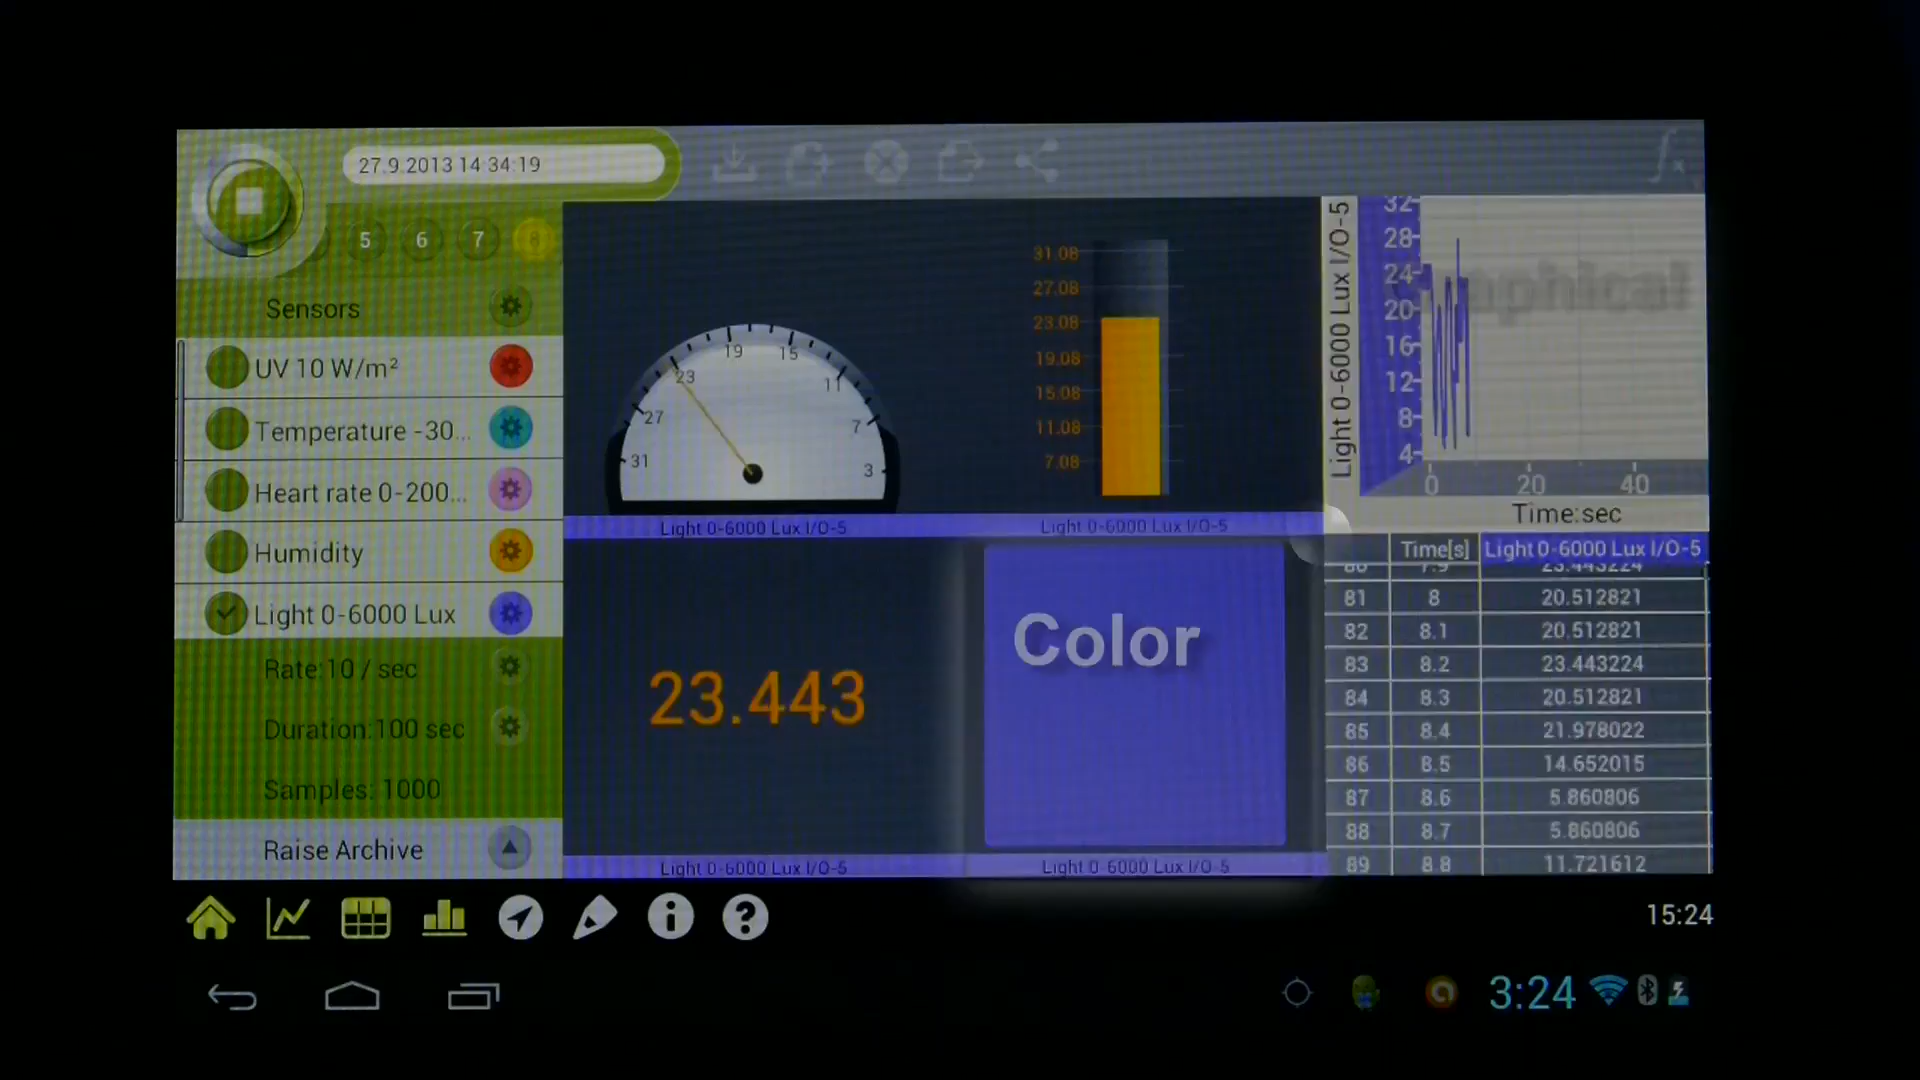 27.9.2013 14:34:19
5 6 7 8
Sensors
UV 10 W/m²
Temperature -30...
Heart rate 0-200...
Humidity
Light 0-6000 Lux
Rate:10 / sec
Duration:100 sec
Samples: 1000
Raise Archive
31 27 23 19 15 11 7 3
Light 0-6000 Lux I/O-5
31.08
27.08
23.08
19.08
15.08
11.08
7.08
Light 0-6000 Lux I/O-5
23.443
Light 0-6000 Lux I/O-5
Color
Light 0-6000 Lux I/O-5
Light 0-6000 Lux I/O-5
32
28
24
20
16
12
8
4
0 20 40
Time:sec
aphical
Time[s] Light 0-6000 Lux I/O-5
80 7.9 23.443224
81 8 20.512821
82 8.1 20.512821
83 8.2 23.443224
84 8.3 20.512821
85 8.4 21.978022
86 8.5 14.652015
87 8.6 5.860806
88 8.7 5.860806
89 8.8 11.721612
15:24
3:24